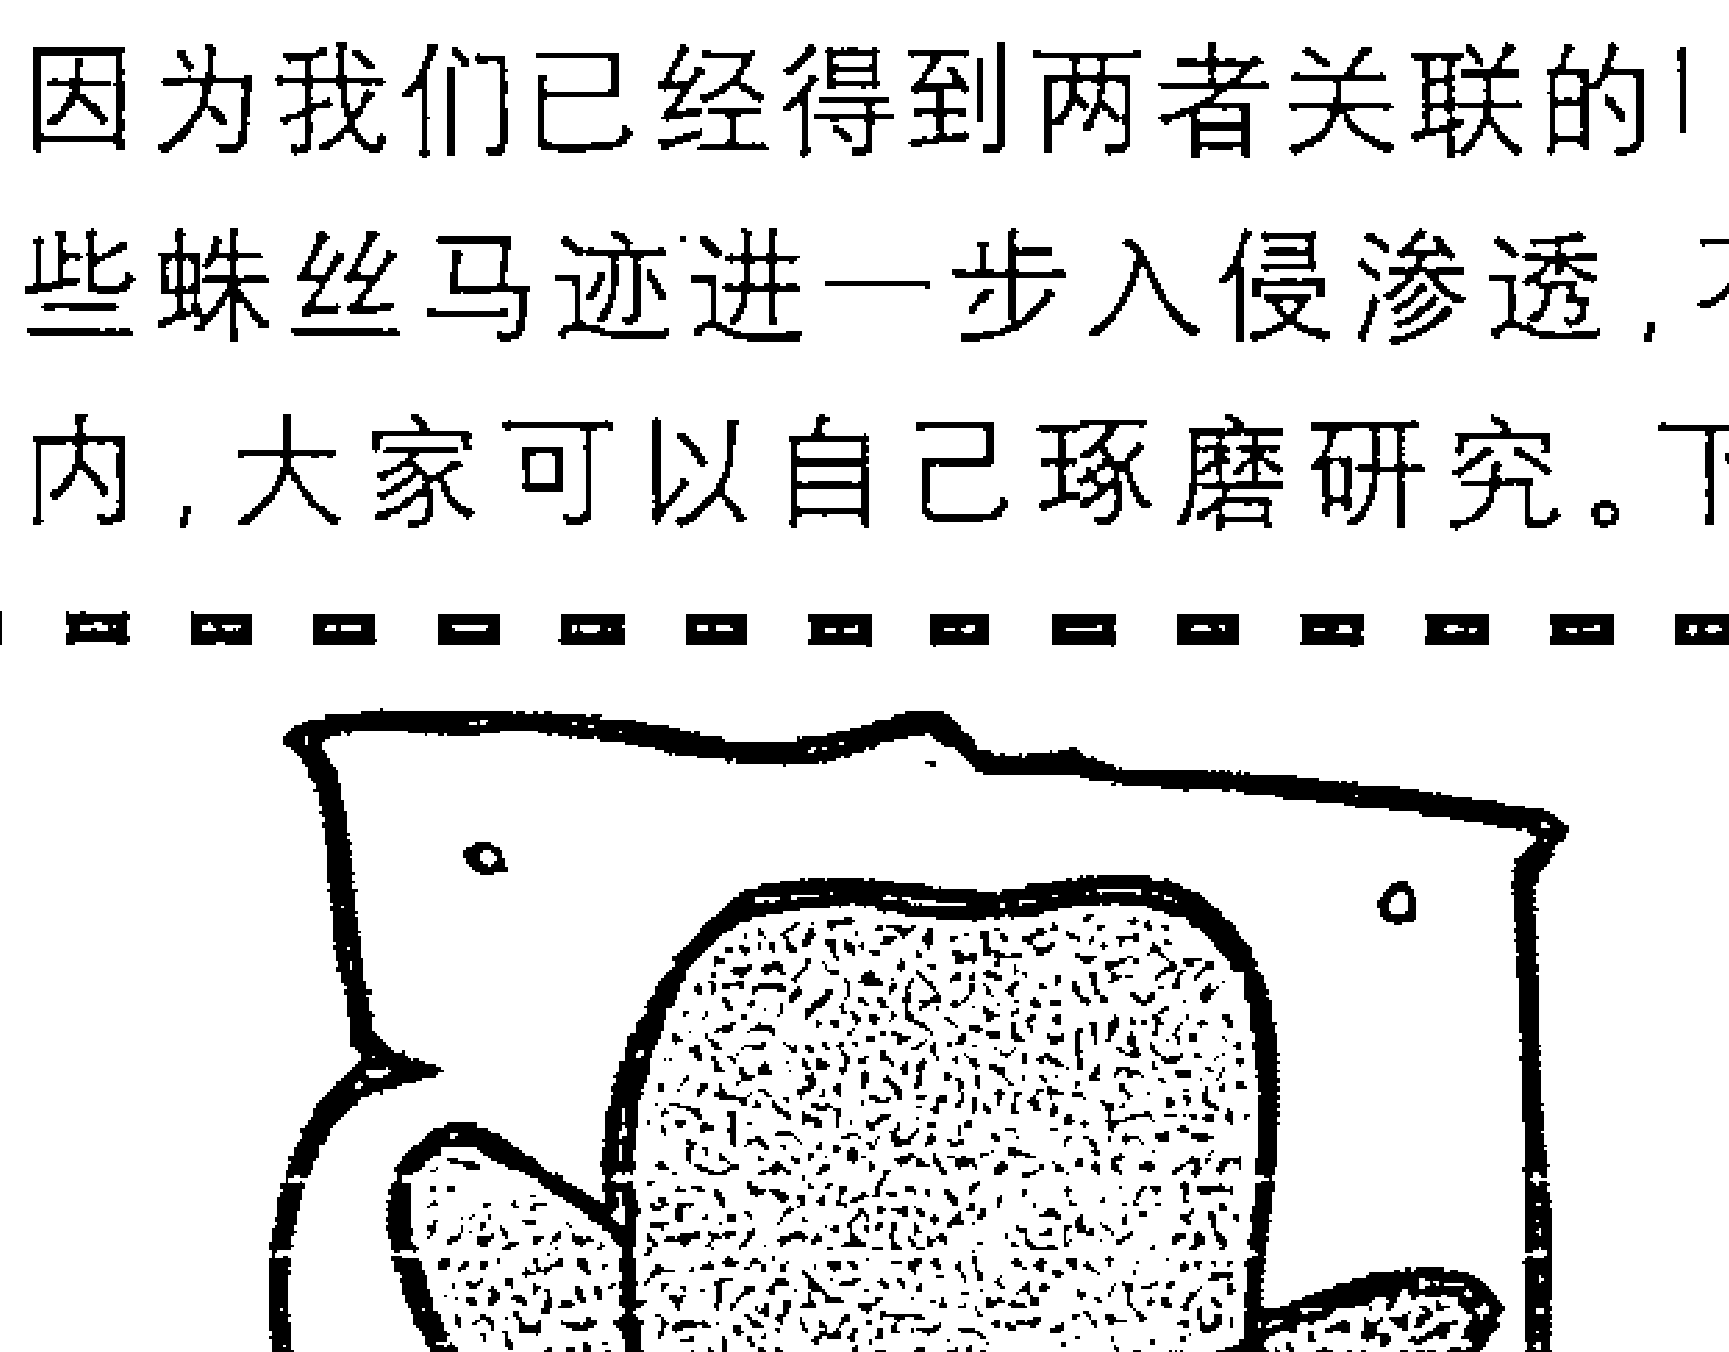 因为我们已经得到两者关联的
些蛛丝马迹进一步入侵渗透,
内,大家可以自己琢磨研究。